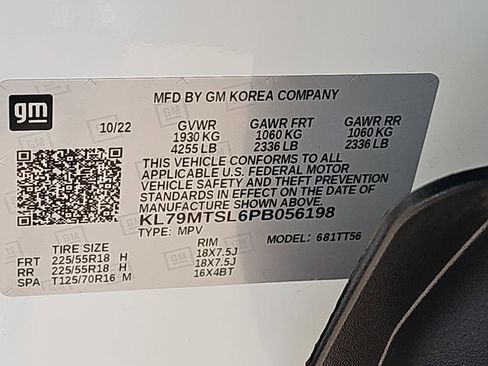 gm
MFD BY GM KOREA COMPANY
10/22 GVWR GAWR FRT GAWR RR
1930 KG 1060 KG 1060 KG
4255 LB 2336 LB 2336 LB
THIS VEHICLE CONFORMS TO ALL
APPLICABLE U.S. FEDERAL MOTOR
VEHICLE SAFETY AND THEFT PREVENTION
STANDARDS IN EFFECT ON THE DATE OF
MANUFACTURE SHOWN ABOVE.
KL79MTSL6PB056198
TYPE: MPV MODEL: 681TT56
TIRE SIZE RIM
FRT 225/55R18 H 18X7.5J
RR 225/55R18 H 18X7.5J
SPA T125/70R16 M 16X4BT